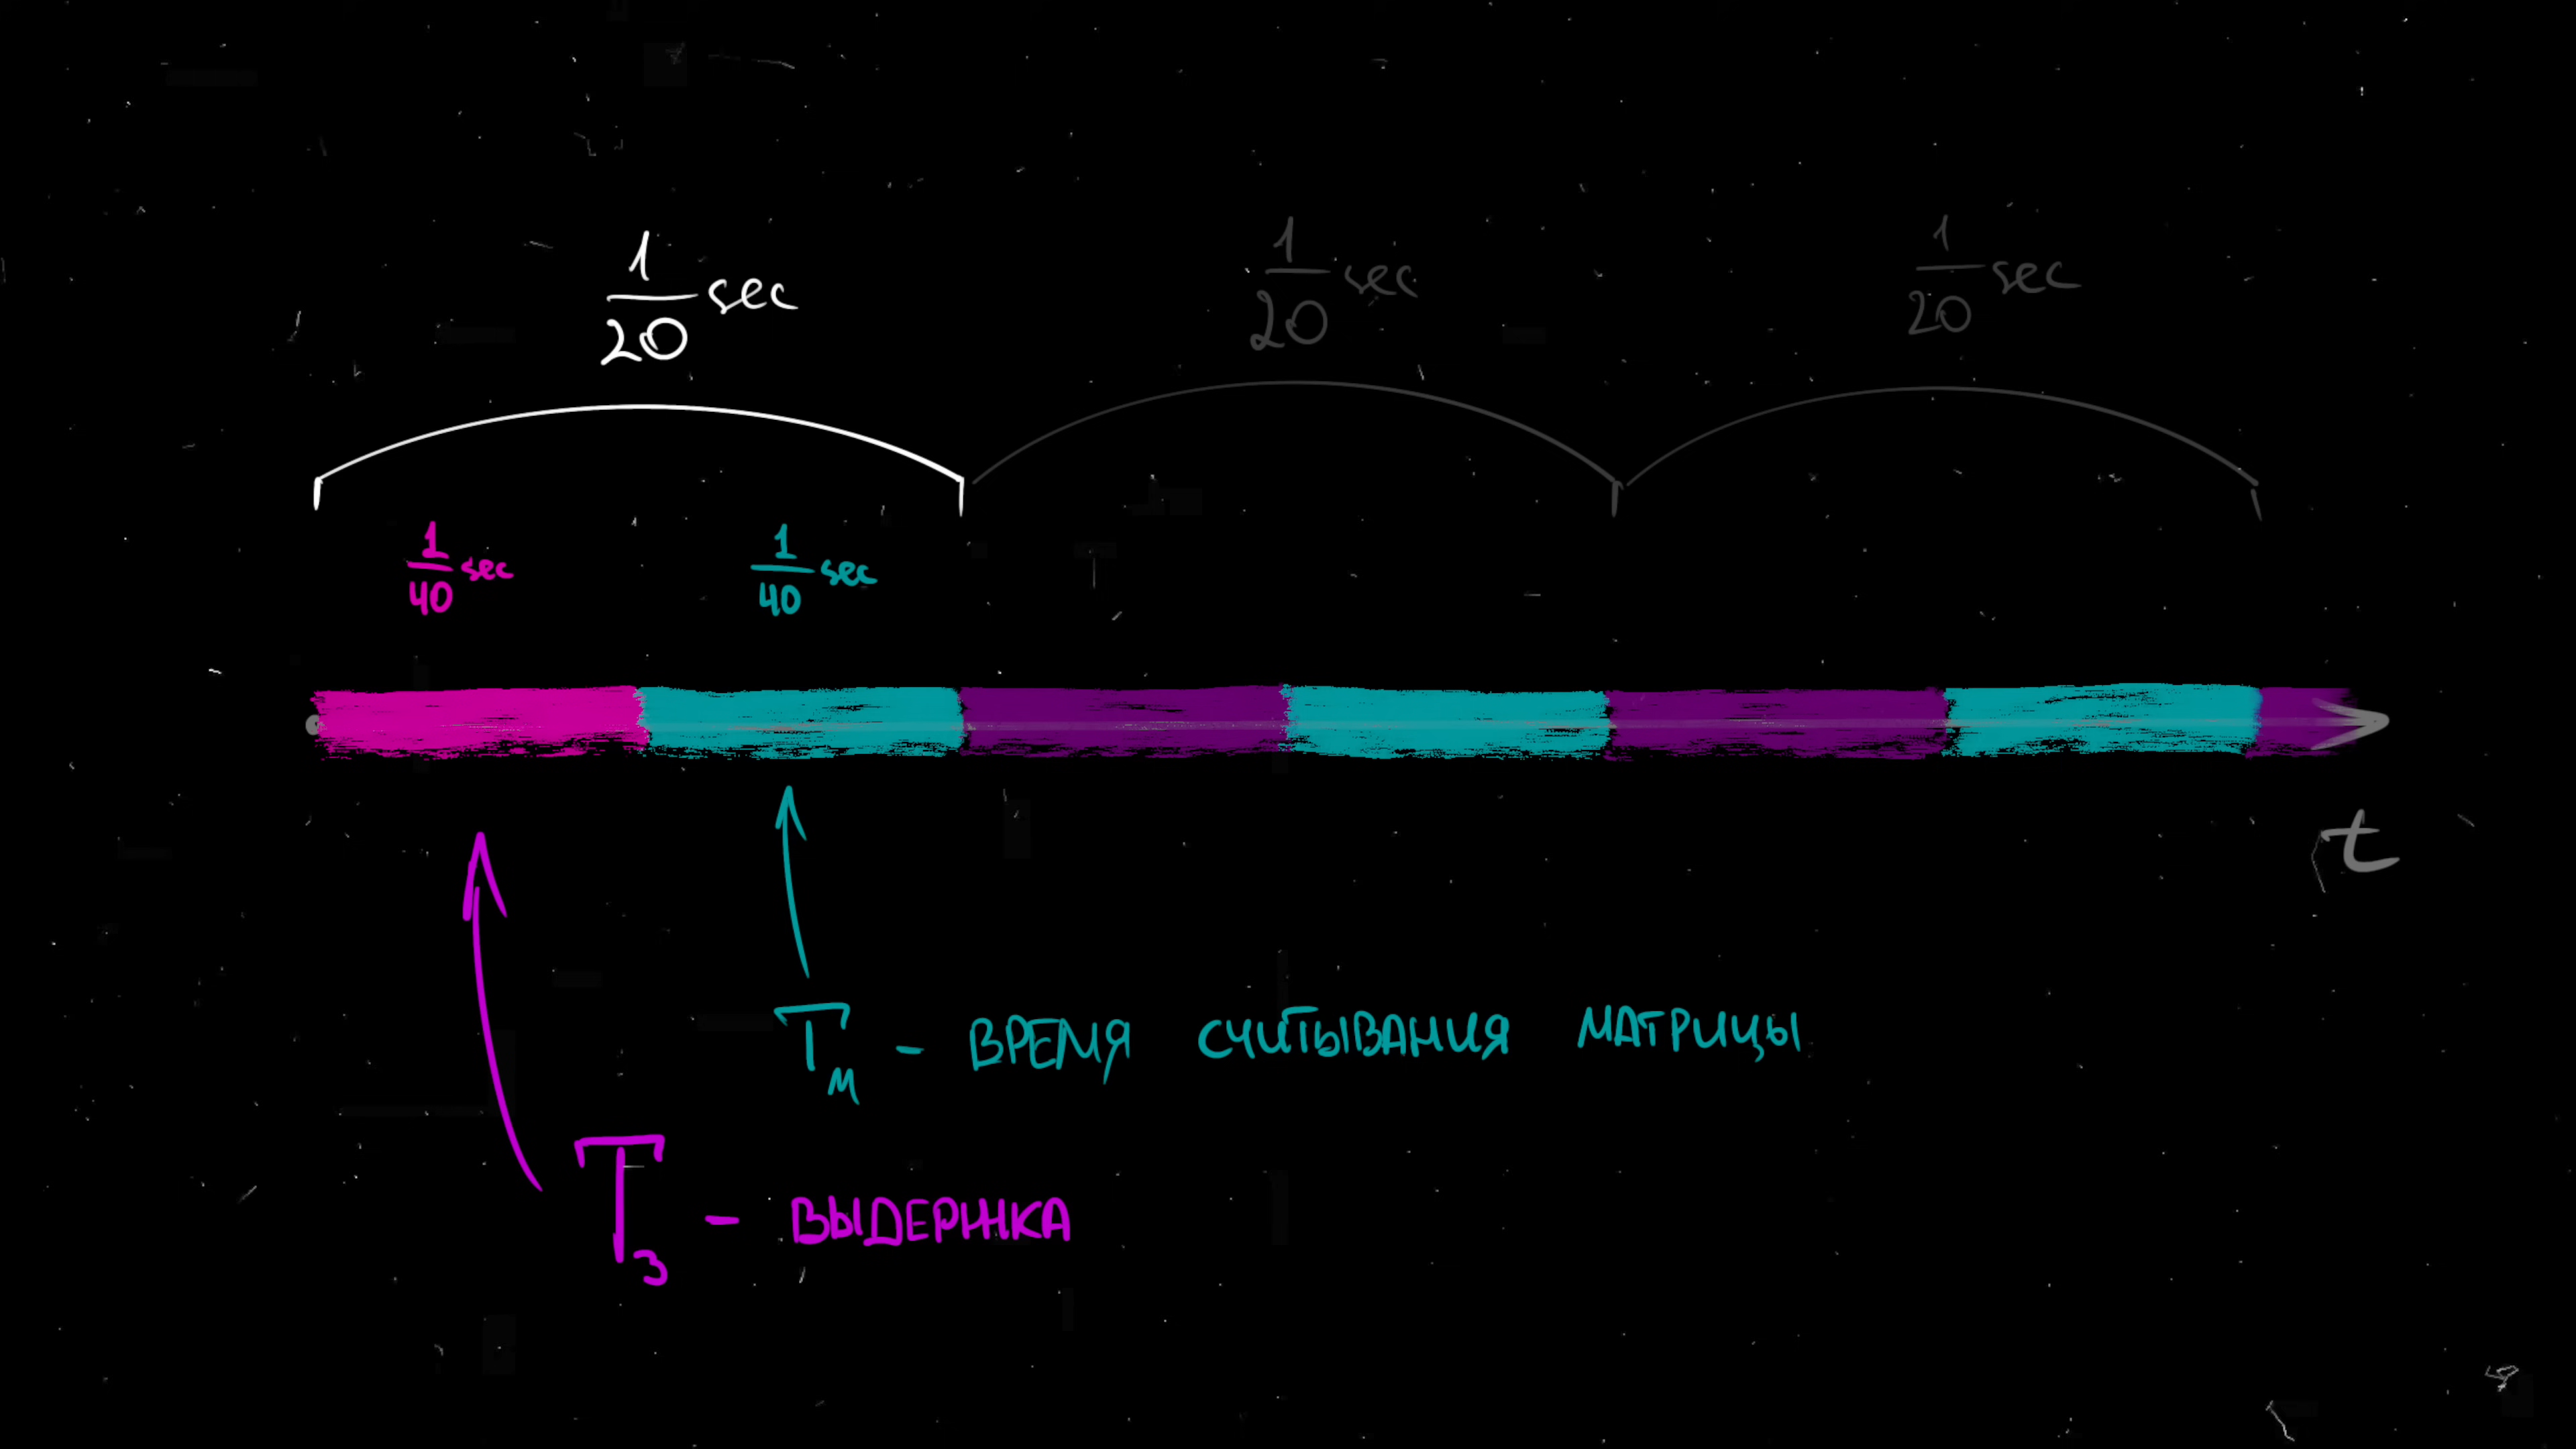 1/20 sec
1/20 sec
1/20 sec
1/40 sec
1/40 sec
t
Tм - ВРЕМЯ СЧИТЫВАНИЯ МАТРИЦЫ
Tз - ВЫДЕРЖКА